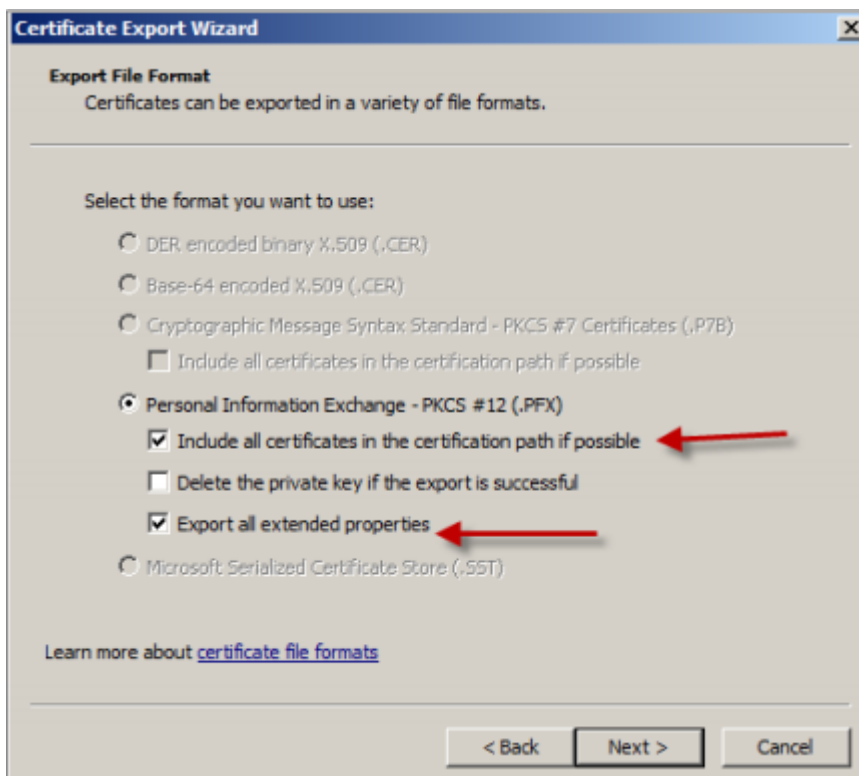 Certificate Export Wizard
Export File Format
Certificates can be exported in a variety of file formats.
Select the format you want to use:
DER encoded binary X.509 (.CER)
Base-64 encoded X.509 (.CER)
Cryptographic Message Syntax Standard - PKCS #7 Certificates (.P7B)
Include all certificates in the certification path if possible
Personal Information Exchange - PKCS #12 (.PFX)
Include all certificates in the certification path if possible
Delete the private key if the export is successful
Export all extended properties
Microsoft Serialized Certificate Store (.SST)
Learn more about certificate file formats
< Back Next > Cancel